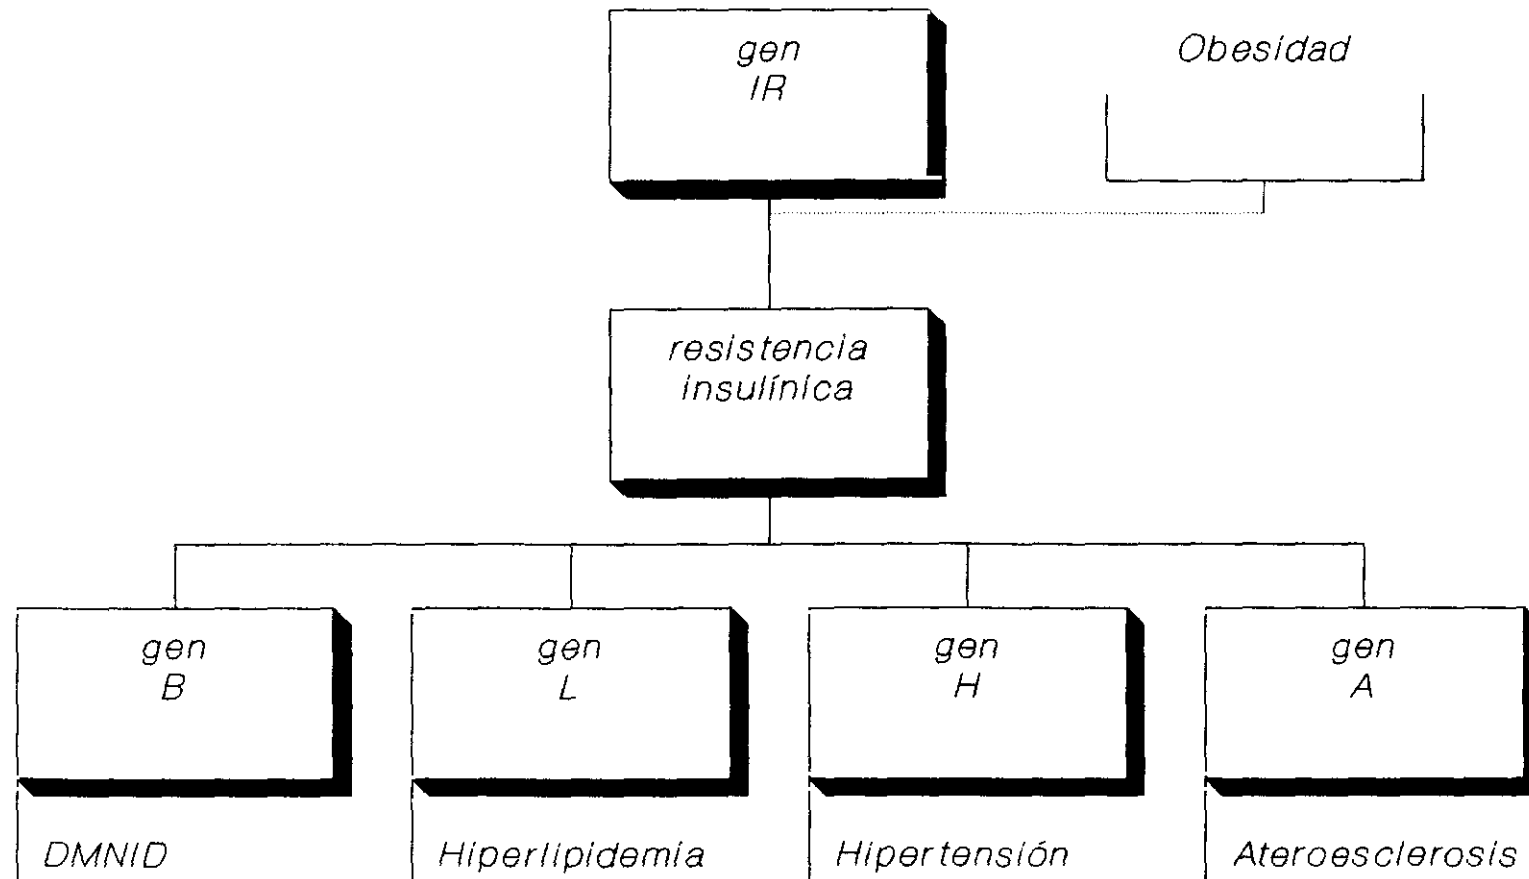 gen
IR
Obesidad
resistencia
insulínica
gen
B
gen
L
gen
H
gen
A
DMNID
Hiperlipidemia
Hipertensión
Ateroesclerosis